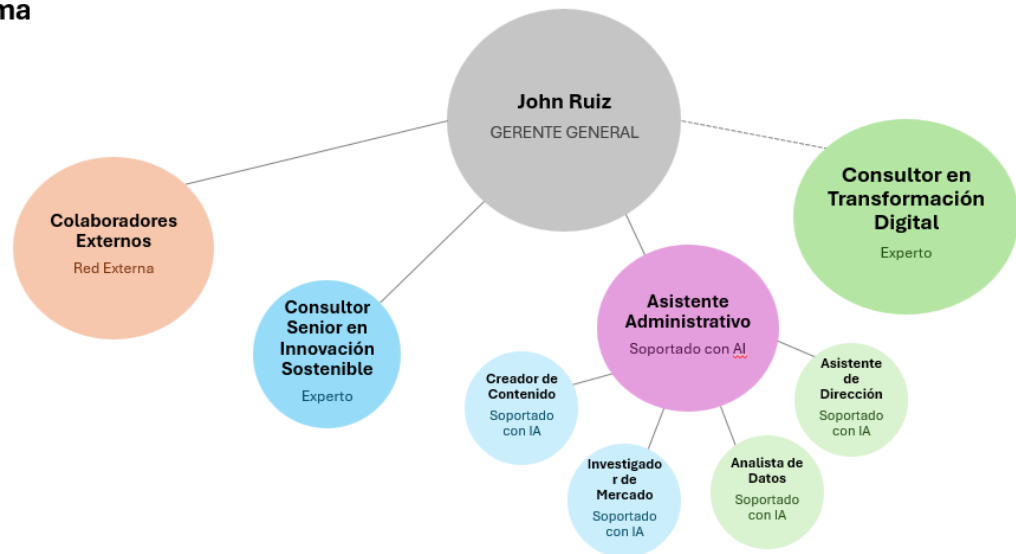 ma
John Ruiz
GERENTE GENERAL
Colaboradores
Externos
Red Externa
Consultor
Senior en
Innovación
Sostenible
Experto
Asistente
Administrativo
Soportado con AI
Consultor en
Transformación
Digital
Experto
Creador de
Contenido
Soportado
con IA
Investigado
r de
Mercado
Soportado
con IA
Analista de
Datos
Soportado
con IA
Asistente
de
Dirección
Soportado
con IA